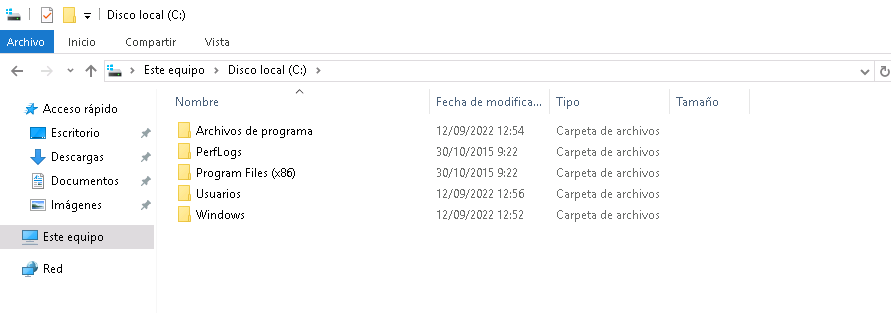 Disco local (C:)
Archivo Inicio Compartir Vista
Este equipo Disco local (C:)
Nombre Fecha de modifica... Tipo Tamaño
Acceso rápido
Escritorio
Descargas
Documentos
Imágenes
Este equipo
Red
Archivos de programa 12/09/2022 12:54 Carpeta de archivos
PerfLogs 30/10/2015 9:22 Carpeta de archivos
Program Files (x86) 30/10/2015 9:22 Carpeta de archivos
Usuarios 12/09/2022 12:56 Carpeta de archivos
Windows 12/09/2022 12:52 Carpeta de archivos